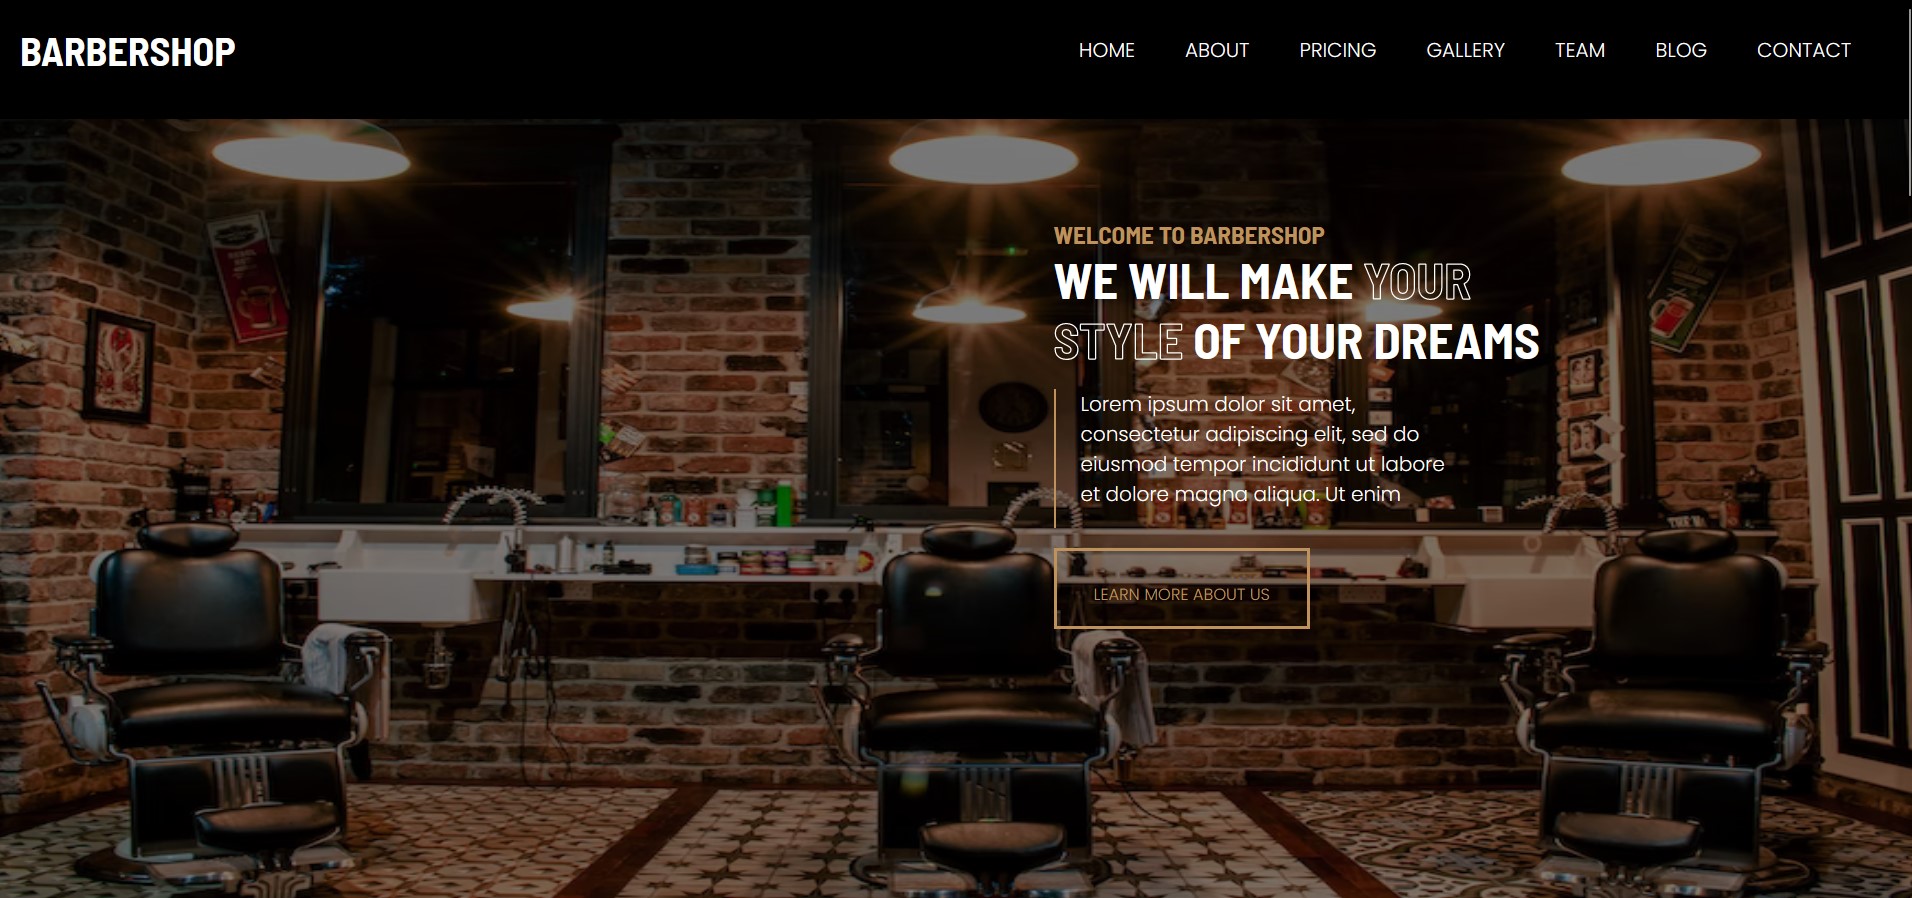 BARBERSHOP
HOME ABOUT PRICING GALLERY TEAM BLOG CONTACT
WELCOME TO BARBERSHOP
WE WILL MAKE YOUR
STYLE OF YOUR DREAMS
Lorem ipsum dolor sit amet,
consectetur adipiscing elit, sed do
eiusmod tempor incididunt ut labore
et dolore magna aliqua. Ut enim
LEARN MORE ABOUT US